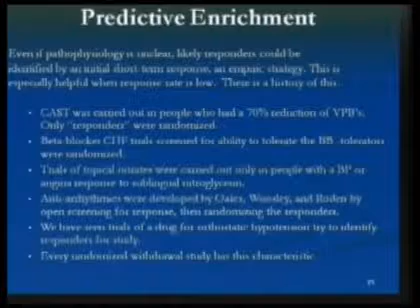 Predictive Enrichment
Even if pathophysiology is unclear, likely responders could be
identified by an initial short-term response, an empiric strategy. This is
especially helpful when response rate is low. There is a history of this
• CAST was carried out in people who had a 70% reduction of VPB's.
Only "responders" were randomized
• Beta-blocker CHF trials screened for ability to tolerate the BB
tolerators
were randomized
• Trials of topical nitrates were carried out only in people with a BP or
angina response to sublingual nitroglycerin
• Anti-arrhythmics were developed by Oates, Woosley, and Roden by
open screening for response, then randomizing the responders
• We have seen trials of a drug for orthostatic hypotension try to identify
responders for study
• Every randomized withdrawal study has this characteristic